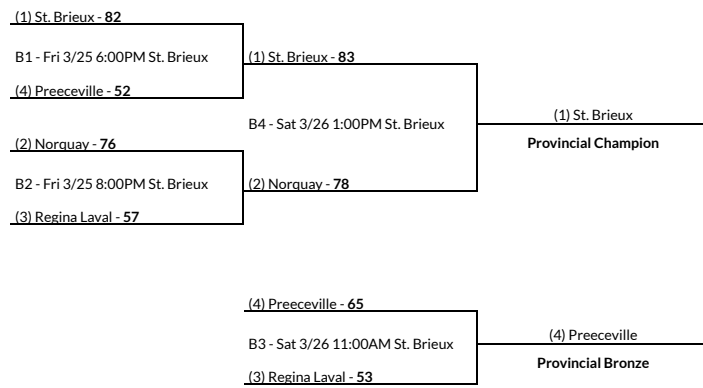 (1) St. Brieux - 82
B1 - Fri 3/25 6:00PM St. Brieux
(1) St. Brieux - 83
(4) Preeceville - 52
(1) St. Brieux
B4 - Sat 3/26 1:00PM St. Brieux
Provincial Champion
(2) Norquay - 76
B2 - Fri 3/25 8:00PM St. Brieux
(2) Norquay - 78
(3) Regina Laval - 57
(4) Preeceville - 65
B3 - Sat 3/26 11:00AM St. Brieux
(4) Preeceville
Provincial Bronze
(3) Regina Laval - 53